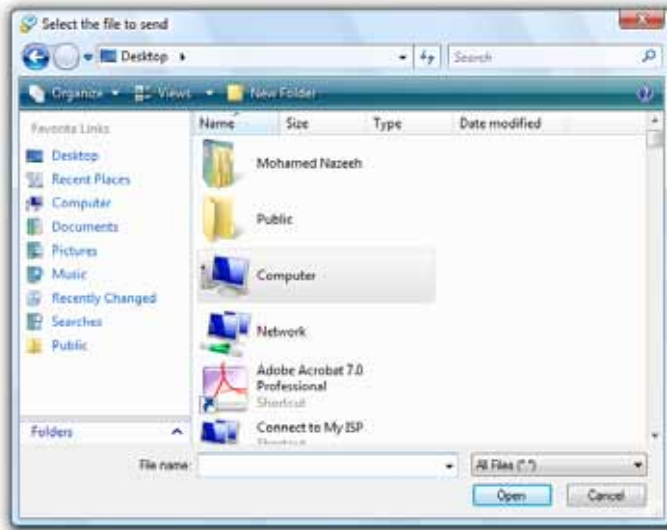 Select the file to send
Desktop
Search
Organize Views New Folder
Favorite Links
Name Size Type Date modified
Desktop
Recent Places
Computer
Documents
Pictures
Music
Recently Changed
Searches
Public
Folders
Mohamed Nazeeh
Public
Computer
Network
Adobe Acrobat 7.0
Professional
Shortcut
Connect to My ISP
Shortcut
File name:
All Files (*.*)
Open Cancel